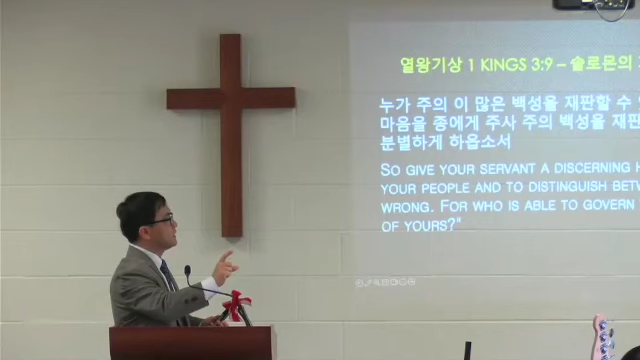 열왕기상 1 KINGS 3:9 – 솔로몬의
누가 주의 이 많은 백성을 재판할 수
마음을 종에게 주사 주의 백성을
분별하게 하옵소서
SO GIVE YOUR SERVANT A DISCERNING
YOUR PEOPLE AND TO DISTINGUISH
WRONG. FOR WHO IS ABLE TO GOVERN
OF YOURS?"